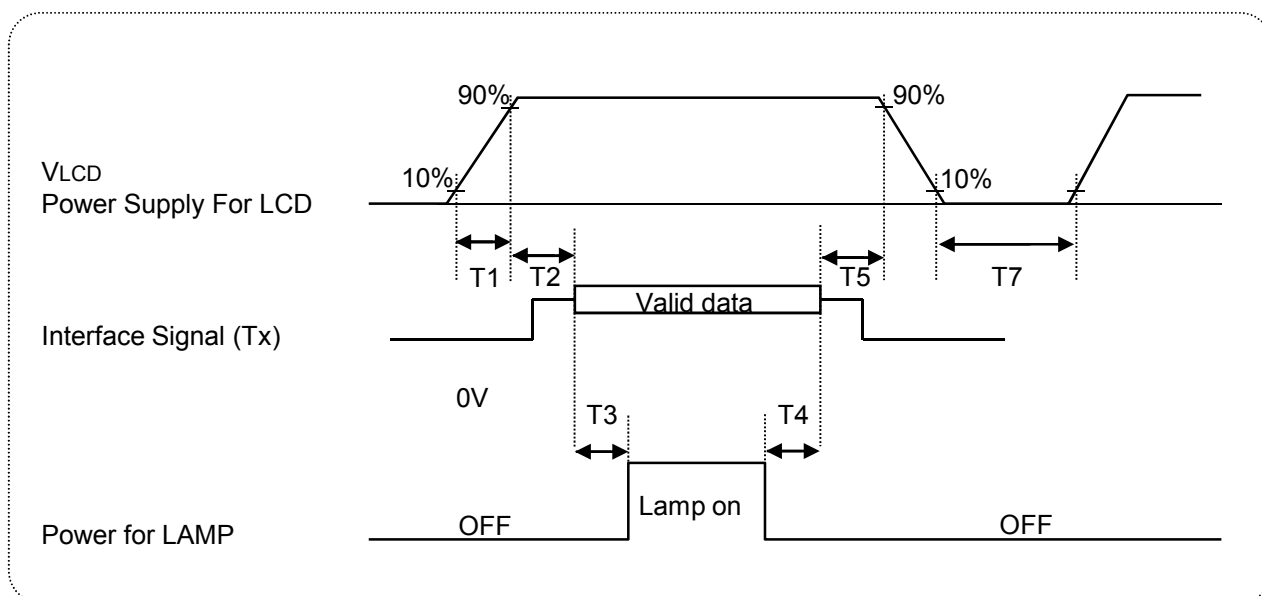 90%
90%
VLCD
10%
10%
Power Supply For LCD
T1
T2
T5
T7
Valid data
Interface Signal (Tx)
0V
T3
T4
Lamp on
Power for LAMP
OFF
OFF